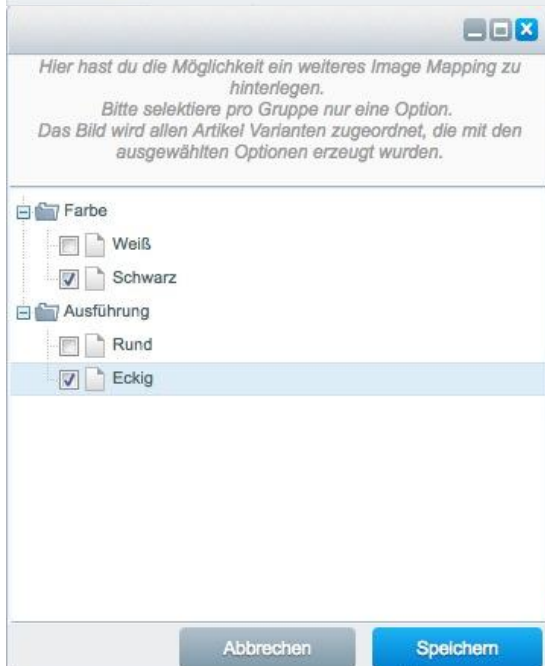 Hier hast du die Möglichkeit ein weiteres Image Mapping zu
hinterlegen.
Bitte selektiere pro Gruppe nur eine Option.
Das Bild wird allen Artikel Varianten zugeordnet, die mit den
ausgewählten Optionen erzeugt wurden.
Farbe
Weiß
Schwarz
Ausführung
Rund
Eckig
Abbrechen Speichern